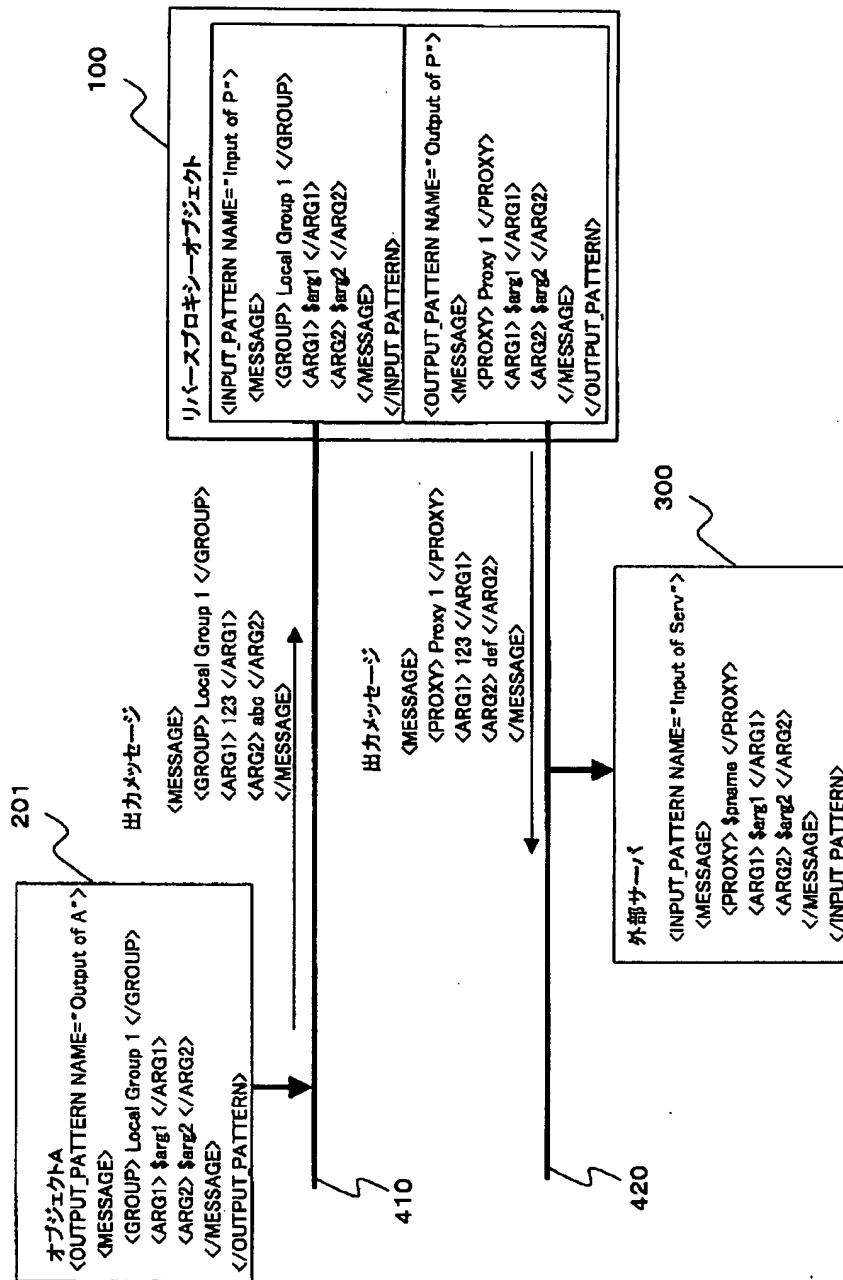 201
オブジェクトA
<OUTPUT_PATTERN NAME="Output of A">
<MESSAGE>
<GROUP> Local Group 1 </GROUP>
<ARG1> $arg1 </ARG1>
<ARG2> $arg2 </ARG2>
</MESSAGE>
</OUTPUT_PATTERN>
出力メッセージ
<MESSAGE>
<GROUP> Local Group 1 </GROUP>
<ARG1> 123 </ARG1>
<ARG2> abc </ARG2>
</MESSAGE>
100
リバースプロキシーオブジェクト
<INPUT_PATTERN NAME="Input of P">
<MESSAGE>
<GROUP> Local Group 1 </GROUP>
<ARG1> $arg1 </ARG1>
<ARG2> $arg2 </ARG2>
</MESSAGE>
</INPUT_PATTERN>
<OUTPUT_PATTERN NAME="Output of P">
<MESSAGE>
<PROXY> Proxy 1 </PROXY>
<ARG1> $arg1 </ARG1>
<ARG2> $arg2 </ARG2>
</MESSAGE>
</OUTPUT_PATTERN>
410
出力メッセージ
<MESSAGE>
<PROXY> Proxy 1 </PROXY>
<ARG1> 123 </ARG1>
<ARG2> def </ARG2>
</MESSAGE>
420
300
外部サーバ
<INPUT_PATTERN NAME="Input of Serv">
<MESSAGE>
<PROXY> $pname </PROXY>
<ARG1> $arg1 </ARG1>
<ARG2> $arg2 </ARG2>
</MESSAGE>
</INPUT_PATTERN>